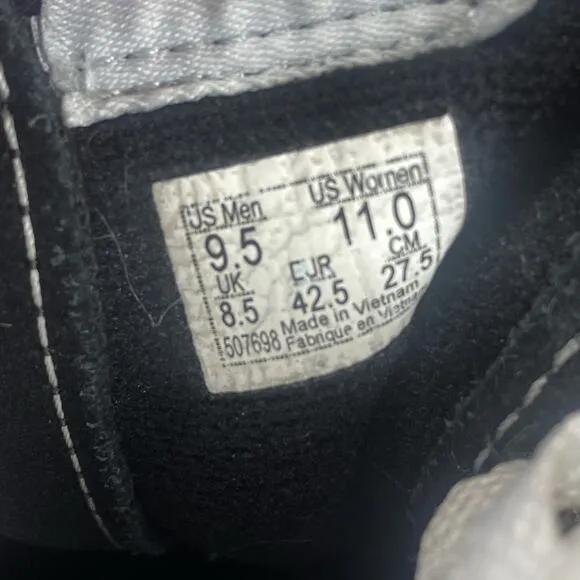 US Men US Women
9.5 11.0
UK EUR CM
8.5 42.5 27.5
Made in Vietnam
507698 Fabrique en Vietnam